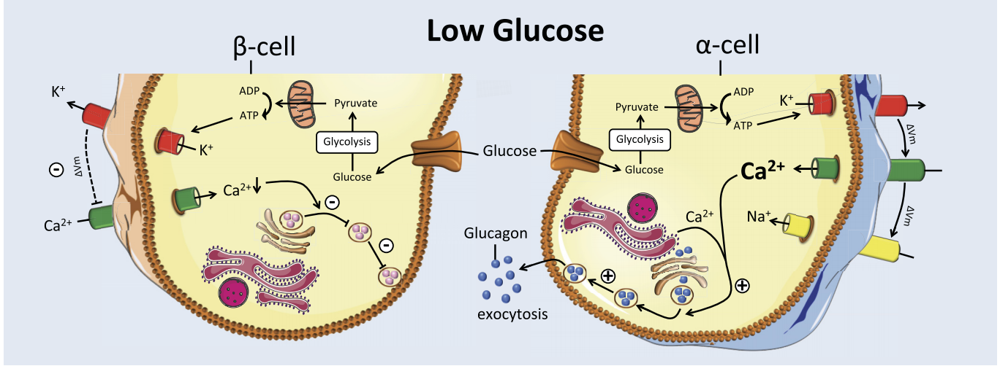 Low Glucose
β-cell
K⁺
ΔVm
-
Ca²⁺
ADP
ATP
Pyruvate
Glycolysis
Glucose
K⁺
Ca²⁺
-
-
Glucose
Glucagon
exocytosis
α-cell
Pyruvate
Glycolysis
Glucose
ADP
ATP
K⁺
Ca²⁺
Na⁺
Ca²⁺
+
+
ΔVm
ΔVm